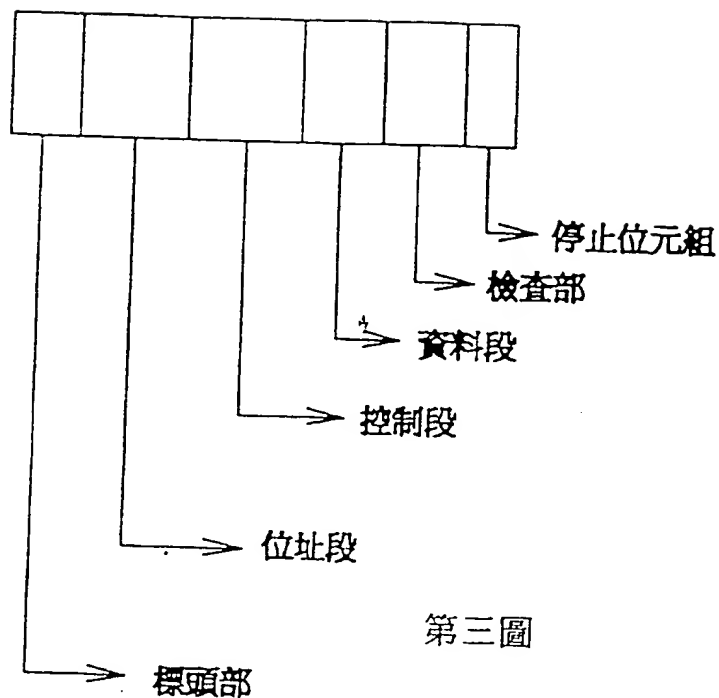 停止位元組
檢查部
資料段
控制段
位址段
第三圖
標頭部